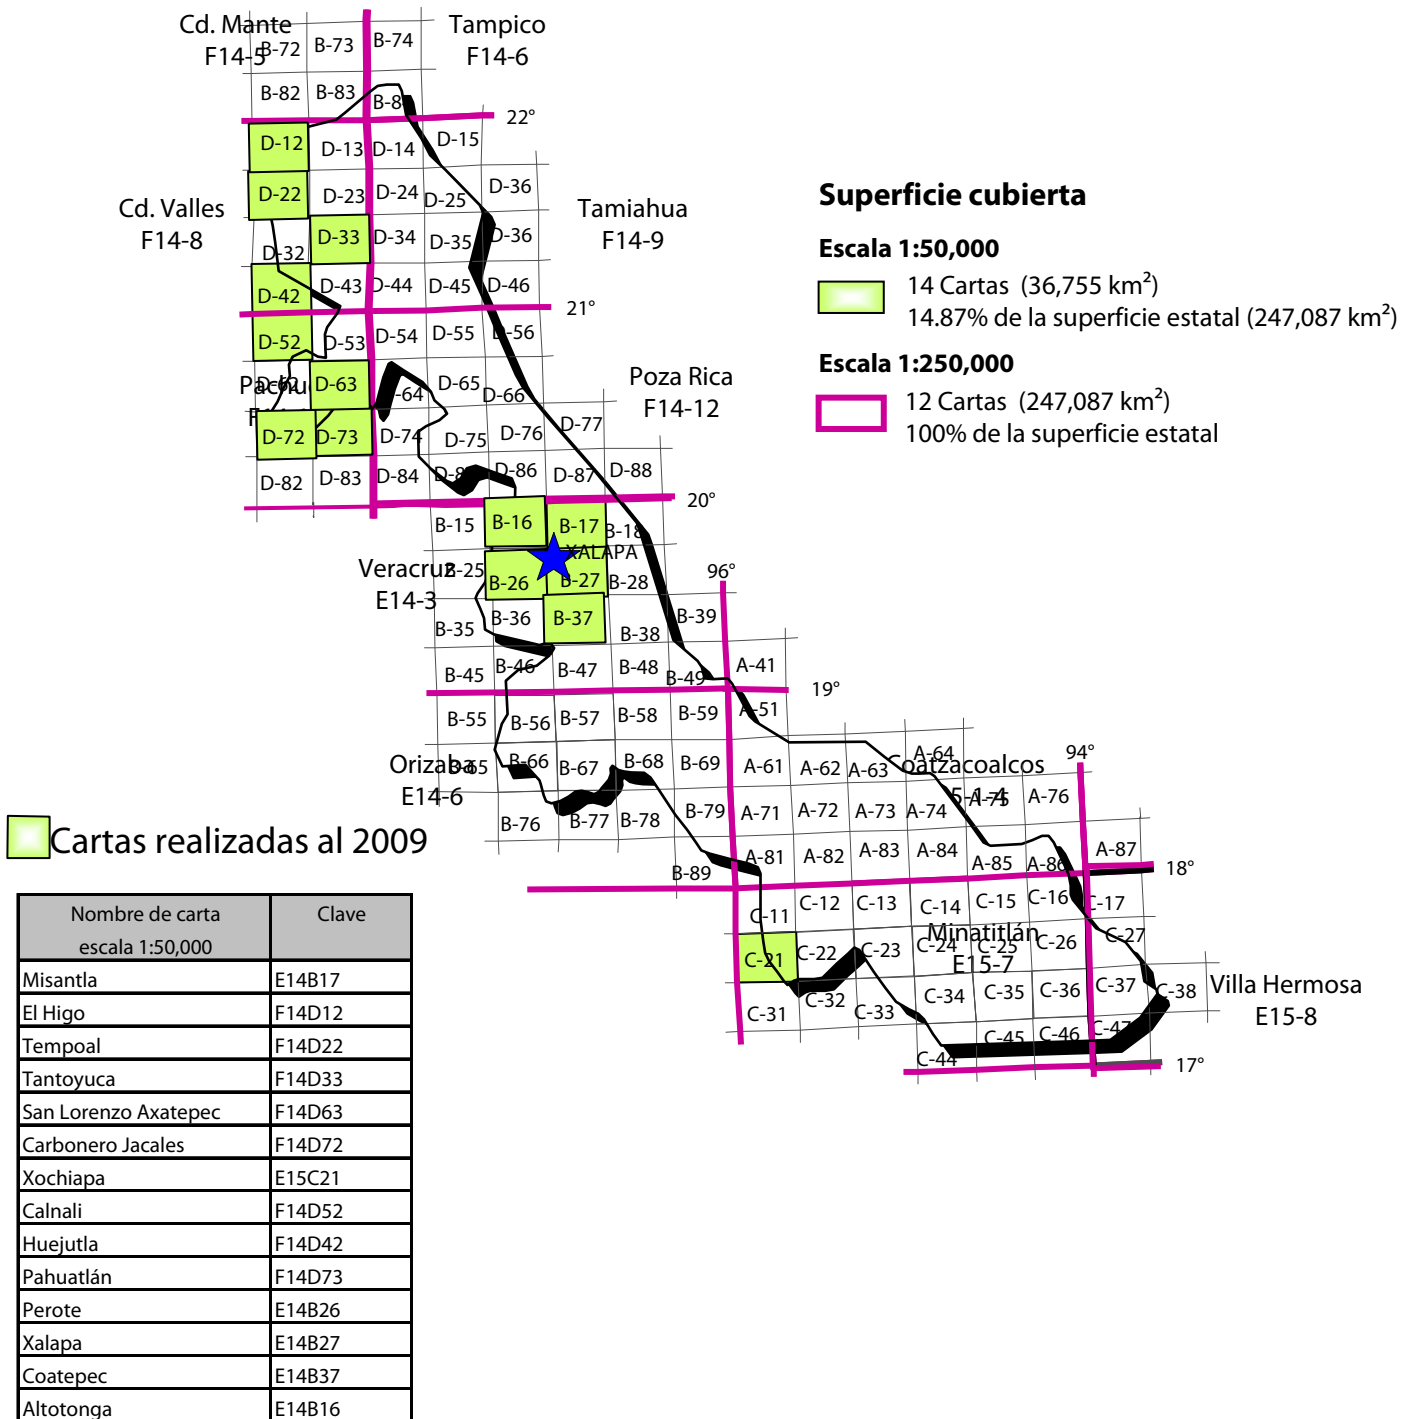 Cd. Mante
F14-5
Tampico
F14-6
B-72
B-73
B-74
B-82
B-83
22°
D-12
D-13
D-14
D-15
Cd. Valles
F14-8
D-22
D-23
D-24
D-25
D-36
Tamiahua
F14-9
D-32
D-33
D-34
D-35
D-36
D-42
D-43
D-44
D-45
D-46
21°
D-52
D-53
D-54
D-55
D-56
D-62
D-63
-64
D-65
D-66
Poza Rica
F14-12
D-72
D-73
D-74
D-75
D-76
D-77
D-82
D-83
D-84
D-86
D-87
D-88
20°
B-15
B-16
B-17
B-18
XALAPA
Veracruz
E14-3
B-25
B-26
B-27
B-28
96°
B-35
B-36
B-37
B-38
B-39
B-45
B-46
B-47
B-48
B-49
A-41
19°
B-55
B-56
B-57
B-58
B-59
A-51
Orizaba
E14-6
B-65
B-66
B-67
B-68
B-69
A-61
A-62
A-63
A-64
Coatzacoalcos
5-1-4
94°
B-76
B-77
B-78
B-79
A-71
A-72
A-73
A-74
A-75
A-76
B-89
A-81
A-82
A-83
A-84
A-85
A-86
A-87
18°
C-11
C-12
C-13
C-14
C-15
C-16
C-17
Minatitlán
E15-7
C-21
C-22
C-23
C-24
C-25
C-26
C-27
C-31
C-32
C-33
C-34
C-35
C-36
C-37
C-38
Villa Hermosa
E15-8
C-44
C-45
C-46
C-47
17°
Superficie cubierta
Escala 1:50,000
14 Cartas (36,755 km²)
14.87% de la superficie estatal (247,087 km²)
Escala 1:250,000
12 Cartas (247,087 km²)
100% de la superficie estatal
Cartas realizadas al 2009
Nombre de carta escala 1:50,000 Clave
Misantla E14B17
El Higo F14D12
Tempoal F14D22
Tantoyuca F14D33
San Lorenzo Axatepec F14D63
Carbonero Jacales F14D72
Xochiapa E15C21
Calnali F14D52
Huejutla F14D42
Pahuatlán F14D73
Perote E14B26
Xalapa E14B27
Coatepec E14B37
Altotonga E14B16